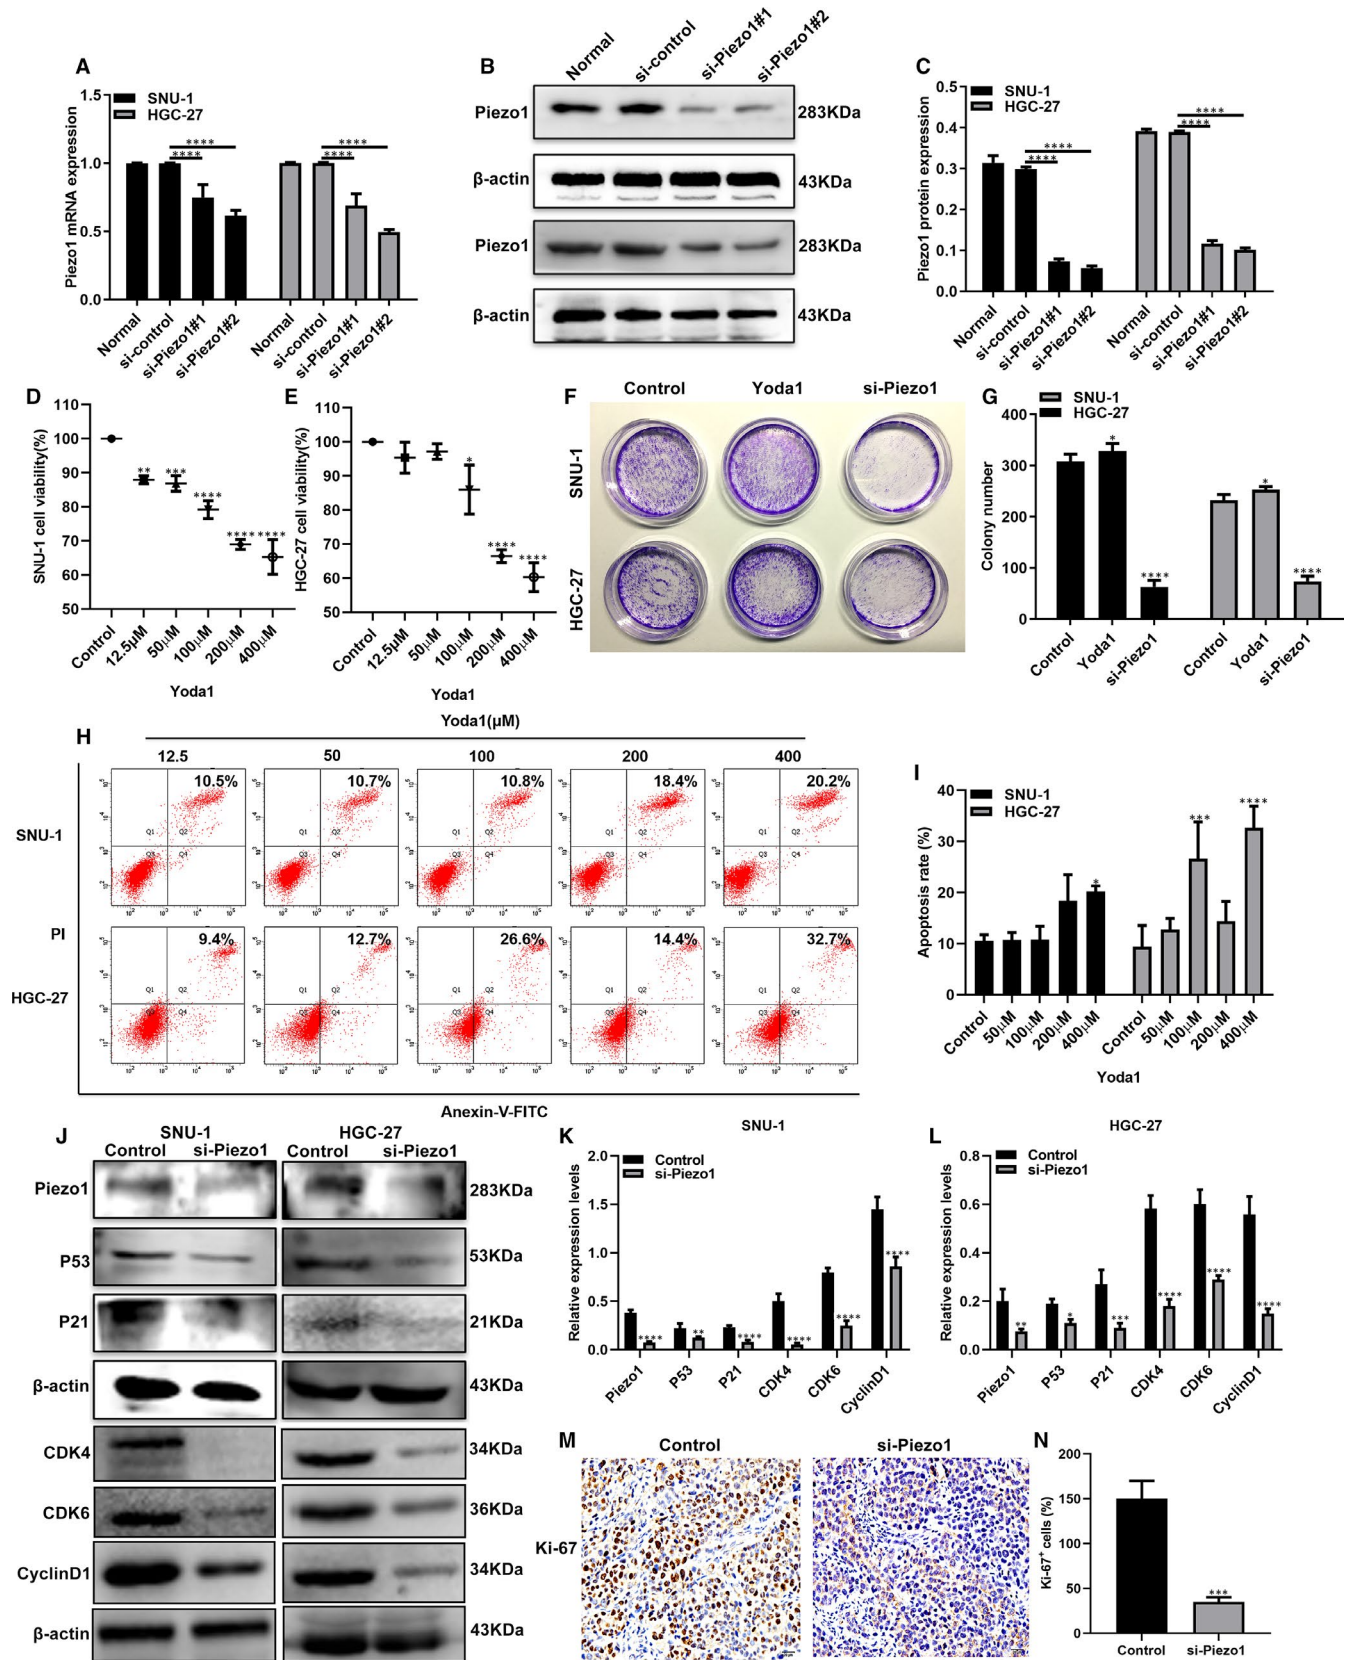 A
1.5
1.0
0.5
0.0
Piezo1 mRNA expression
SNU-1
HGC-27
****
****
****
****
Normal
si-control
si-Piezo1#1
si-Piezo1#2
Normal
si-control
si-Piezo1#1
si-Piezo1#2
B
Normal
si-control
si-Piezo1#1
si-Piezo1#2
Piezo1
283KDa
β-actin
43KDa
Piezo1
283KDa
β-actin
43KDa
C
0.5
0.4
0.3
0.2
0.1
0.0
Piezo1 protein expression
SNU-1
HGC-27
****
****
****
****
Normal
si-control
si-Piezo1#1
si-Piezo1#2
Normal
si-control
si-Piezo1#1
si-Piezo1#2
D
110
100
90
80
70
60
50
SNU-1 cell viability(%)
**
***
****
****
****
Control
12.5μM
50μM
100μM
200μM
400μM
Yoda1
E
110
100
90
80
70
60
50
HGC-27 cell viability(%)
*
****
****
Control
12.5μM
50μM
100μM
200μM
400μM
Yoda1
F
Control
Yoda1
si-Piezo1
SNU-1
HGC-27
G
400
300
200
100
0
Colony number
SNU-1
HGC-27
*
****
*
****
Control
Yoda1
si-Piezo1
Control
Yoda1
si-Piezo1
H
Yoda1(μM)
12.5
50
100
200
400
SNU-1
10.5%
10.7%
10.8%
18.4%
20.2%
PI
HGC-27
9.4%
12.7%
26.6%
14.4%
32.7%
Anexin-V-FITC
I
40
30
20
10
0
Apoptosis rate (%)
SNU-1
HGC-27
*
***
****
Control
50μM
100μM
200μM
400μM
Control
50μM
100μM
200μM
400μM
Yoda1
J
SNU-1
HGC-27
Control
si-Piezo1
Control
si-Piezo1
Piezo1
283KDa
P53
53KDa
P21
21KDa
β-actin
43KDa
CDK4
34KDa
CDK6
36KDa
CyclinD1
34KDa
β-actin
43KDa
K
SNU-1
2.0
1.5
1.0
0.5
0.0
Relative expression levels
Control
si-Piezo1
****
**
****
****
****
****
Piezo1
P53
P21
CDK4
CDK6
CyclinD1
L
HGC-27
0.8
0.6
0.4
0.2
0.0
Relative expression levels
Control
si-Piezo1
**
*
***
****
****
****
Piezo1
P53
P21
CDK4
CDK6
CyclinD1
M
Control
si-Piezo1
Ki-67
N
200
150
100
50
0
Ki-67+ cells (%)
***
Control
si-Piezo1